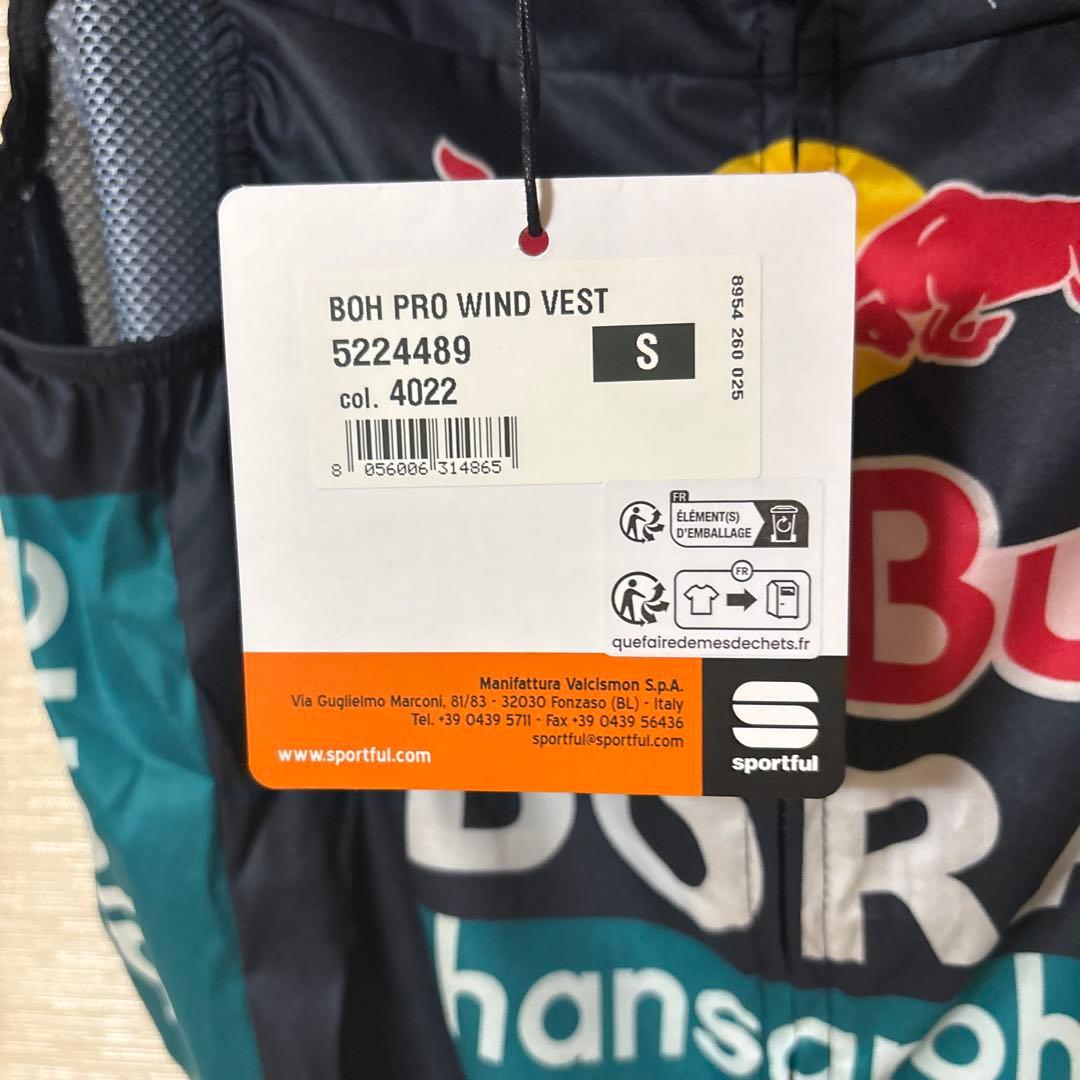 BOH PRO WIND VEST
5224489
S
col. 4022
8 056006 314865
8954 260 025
FR
ÉLÉMENT(S)
D'EMBALLAGE
FR
quefairedemesdechets.fr
Manifattura Valcismon S.p.A.
Via Guglielmo Marconi, 81/83 - 32030 Fonzaso (BL) - Italy
Tel. +39 0439 5711 - Fax +39 0439 56436
sportful@sportful.com
www.sportful.com
sportful
Bu
BOR
hansgroh